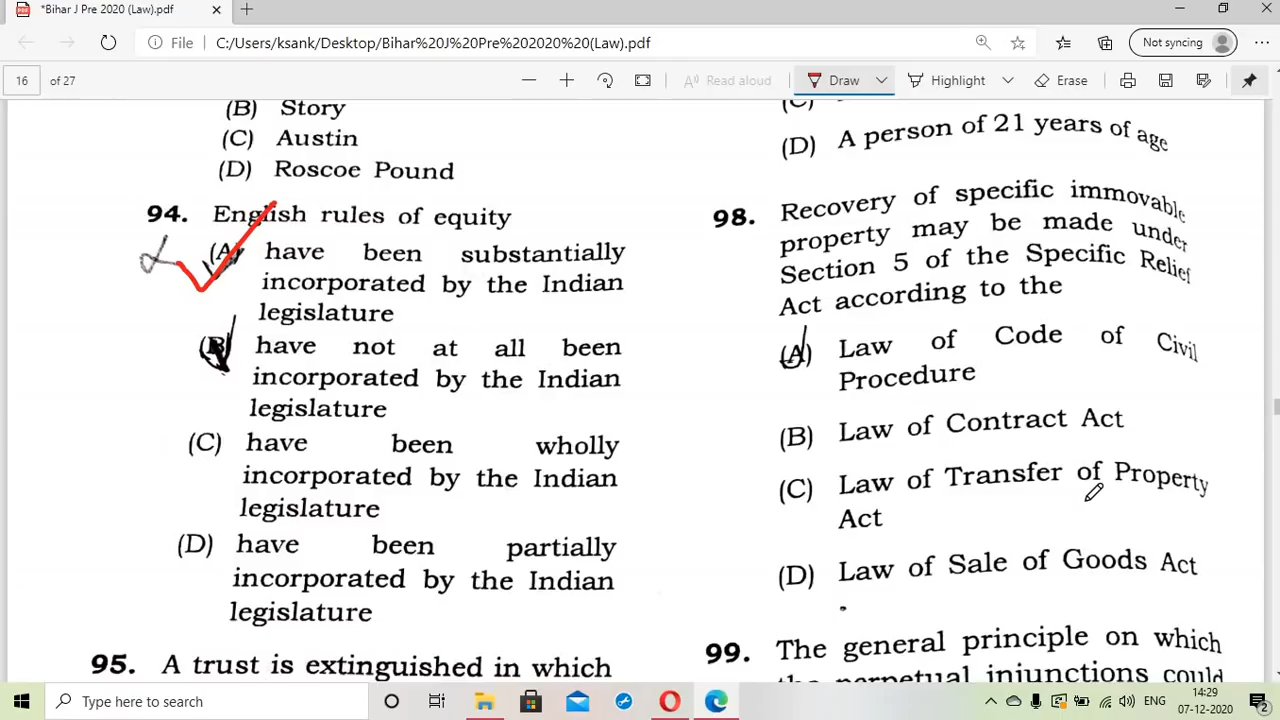 *Bihar J Pre 2020 (Law).pdf
File
C:/Users/ksank/Desktop/Bihar%20J%20Pre%202020%20(Law).pdf
Not syncing
16
of 27
Read aloud
Draw
Highlight
Erase
(B) Story
(C) Austin
(D) Roscoe Pound
94. English rules of equity
(A) have been substantially
incorporated by the Indian
legislature
(B) have not at all been
incorporated by the Indian
legislature
(C) have been wholly
incorporated by the Indian
legislature
(D) have been partially
incorporated by the Indian
legislature
95. A trust is extinguished in which
(C)
(D) A person of 21 years of age
98. Recovery of specific immovable
property may be made under
Section 5 of the Specific Relief
Act according to the
(A) Law of Code of Civil
Procedure
(B) Law of Contract Act
(C) Law of Transfer of Property
Act
(D) Law of Sale of Goods Act
99. The general principle on which
the perpetual injunctions could
Type here to search
ENG
14:29
07-12-2020